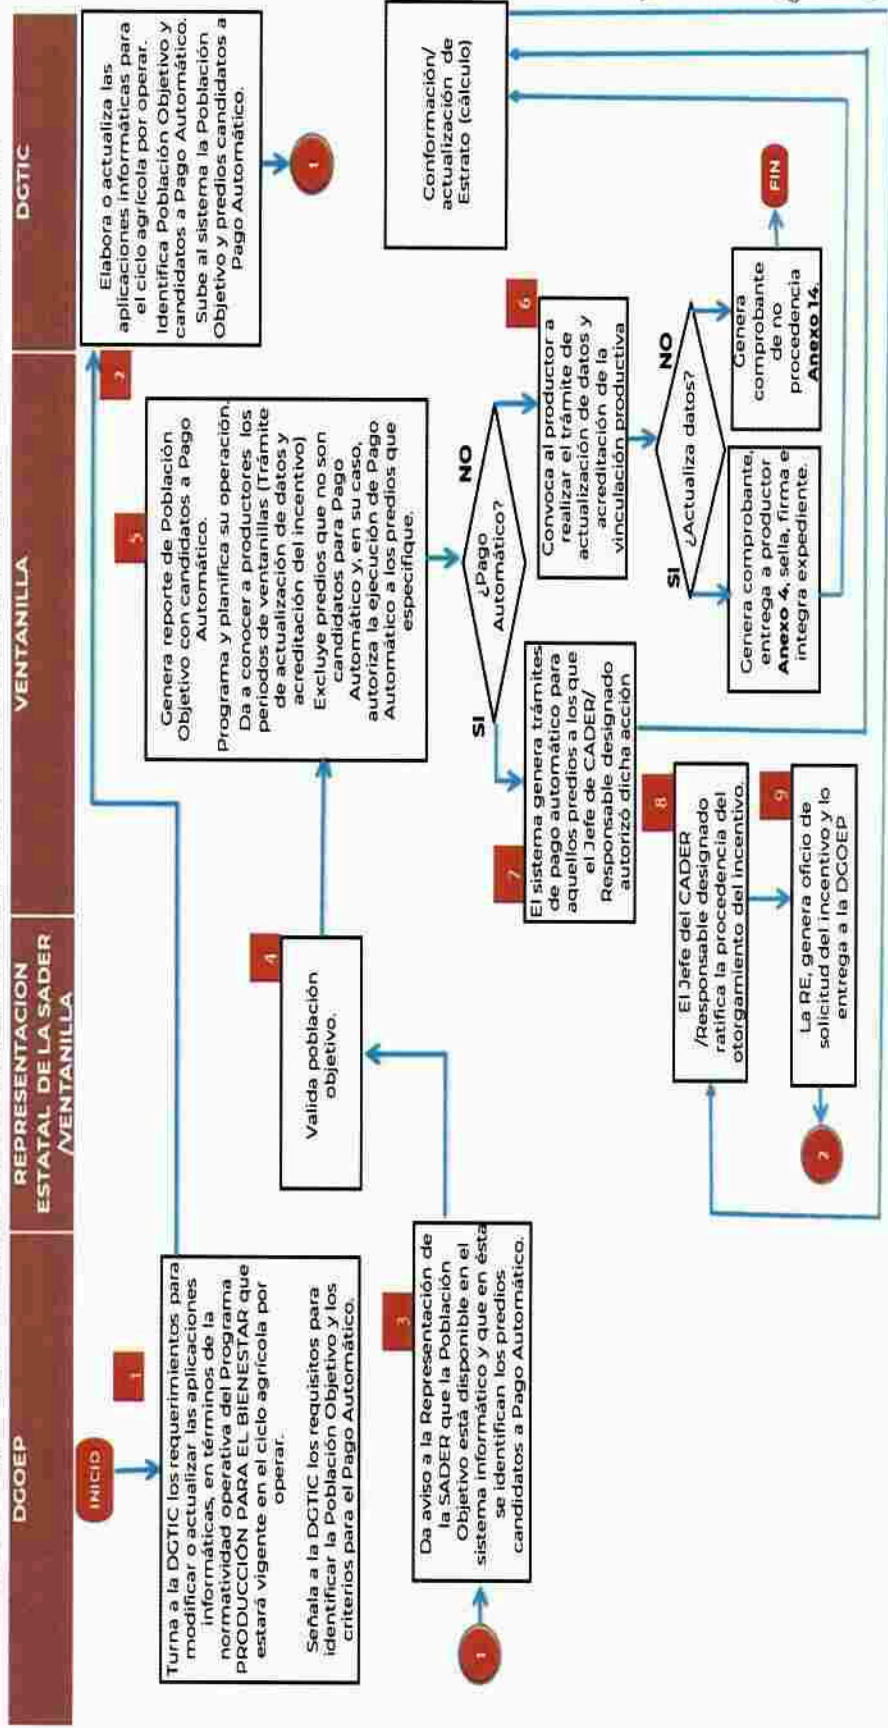 DGOEP
REPRESENTACIÓN
ESTATAL DE LA SADER
/VENTANILLA
VENTANILLA
DGTIC
INICIO
1
Turna a la DGTIC los requerimientos para
modificar o actualizar las aplicaciones
informáticas, en términos de la
normatividad operativa del Programa
PRODUCCIÓN PARA EL BIENESTAR que
estará vigente en el ciclo agrícola por
operar.
Señala a la DGTIC los requisitos para
identificar la Población Objetivo y los
criterios para el Pago Automático.
2
Elabora o actualiza las
aplicaciones informáticas para
el ciclo agrícola por operar.
Identifica Población Objetivo y
candidatos a Pago Automático.
Sube al sistema la Población
Objetivo y predios candidatos a
Pago Automático.
1
1
3
Da aviso a la Representación de
la SADER que la Población
Objetivo está disponible en el
sistema informático y que en ésta
se identifican los predios
candidatos a Pago Automático.
4
Valida población
objetivo.
5
Genera reporte de Población
Objetivo con candidatos a Pago
Automático.
Programa y planifica su operación.
Da a conocer a productores los
periodos de ventanillas (Trámite
de actualización de datos y
acreditación del incentivo)
Excluye predios que no son
candidatos para Pago
Automático y, en su caso,
autoriza la ejecución de Pago
Automático a los predios que
especifique.
¿Pago
Automático?
SI
NO
6
Convoca al productor a
realizar el trámite de
actualización de datos y
acreditación de la
vinculación productiva
¿Actualiza datos?
SI
NO
Genera comprobante,
entrega a productor
Anexo 4, sella, firma e
integra expediente.
Genera
comprobante
de no
procedencia
Anexo 14.
FIN
7
El sistema genera trámites
de pago automático para
aquellos predios a los que
el Jefe de CADER/
Responsable designado
autorizó dicha acción
Conformación/
actualización de
Estrato (cálculo)
8
El Jefe del CADER
/Responsable designado
ratifica la procedencia del
otorgamiento del incentivo.
9
La RE, genera oficio de
solicitud del incentivo y lo
entrega a la DGOEP
2